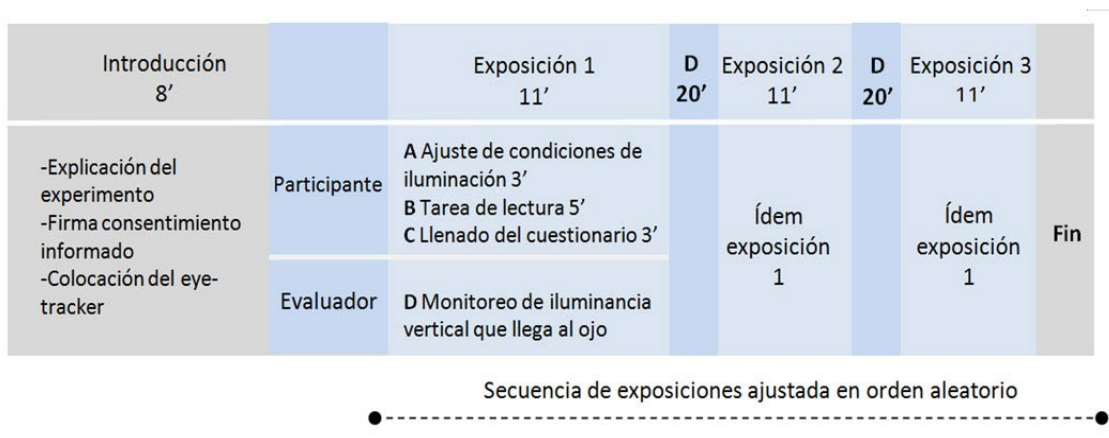 Introducción
8’
Exposición 1
11’
D
20’
Exposición 2
11’
D
20’
Exposición 3
11’
-Explicación del
experimento
-Firma consentimiento
informado
-Colocación del eye-
tracker
Participante
A Ajuste de condiciones de
iluminación 3’
B Tarea de lectura 5’
C Llenado del cuestionario 3’
Evaluador
D Monitoreo de iluminancia
vertical que llega al ojo
Ídem
exposición
1
Ídem
exposición
1
Fin
Secuencia de exposiciones ajustada en orden aleatorio